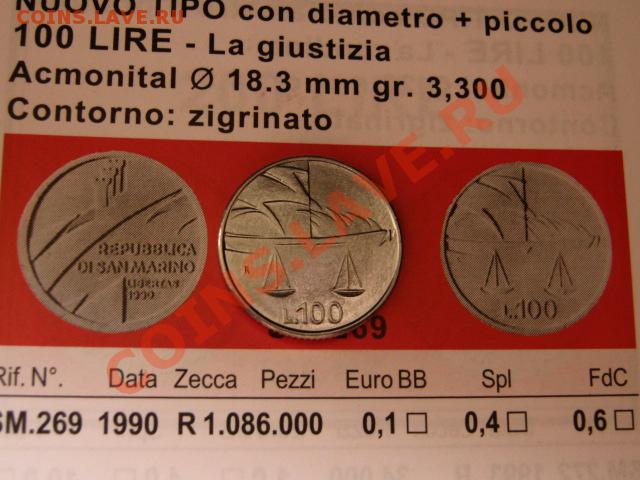 COINS.LAVE.RU
NUOVO TIPO con diametro + piccolo
100 LIRE - La giustizia
Acmonital Ø 18.3 mm gr. 3,300
Contorno: zigrinato
REPUBBLICA
DI SAN MARINO
LIBERTAS
1990
R
L.100
L.100
COINS.LAVE.RU
Rif. N°. Data Zecca Pezzi Euro BB Spl FdC
SM.269 1990 R 1.086.000 0,1 □ 0,4 □ 0,6 □